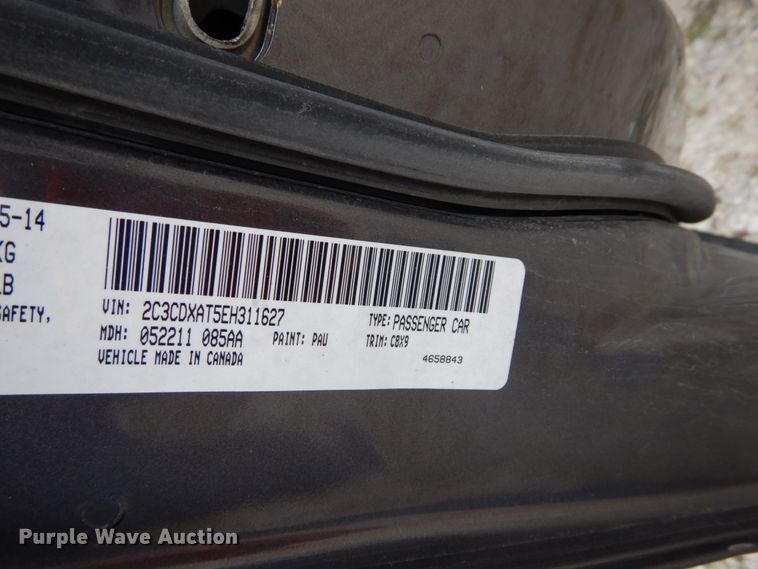 5-14
KG
LB
SAFETY,
VIN: 2C3CDXAT5EH311627
TYPE: PASSENGER CAR
MDH: 052211 085AA
PAINT: PAU
TRIM: CBX9
VEHICLE MADE IN CANADA
4658843
Purple Wave Auction